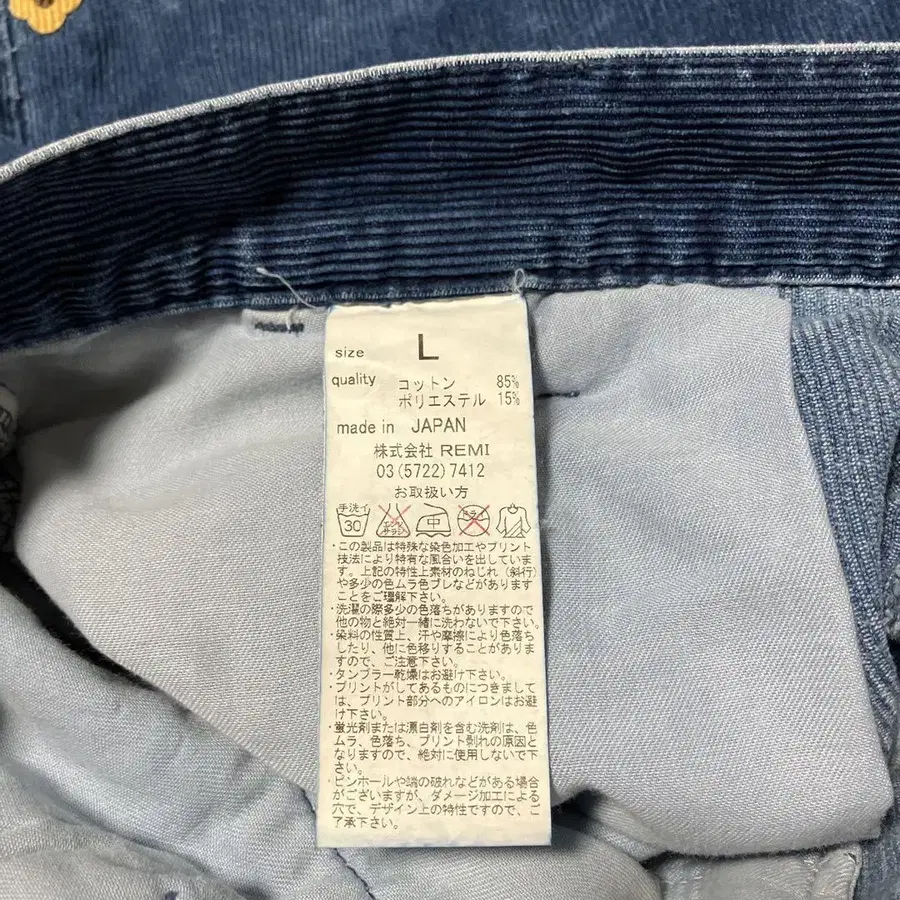 size L
quality コットン 85%
ポリエステル 15%
made in JAPAN
株式会社 REMI
03(5722)7412
お取扱い方
手洗イ
30 エンソ サラシ 中 ドライ
・この製品は特殊な染色加工やプリント
技法により特有な風合いを出していま
す。上記の特性上素材のねじれ（斜行）
や多少の色ムラ色ブレなどがあります
ことをご理解下さい。
・洗濯の際多少の色落ちがありますので
他の物と絶対一緒に洗わないで下さい。
・染料の性質上、汗や摩擦により色落ち
したり、他に色移りすることがありま
すので、ご注意下さい。
・タンブラー乾燥はお避け下さい。
・プリントがしてあるものにつきまして
は、プリント部分へのアイロンはお避
け下さい。
・蛍光剤または漂白剤を含む洗剤は、色
ムラ、色落ち、プリント剥れの原因と
なりますので、絶対に使用しないで下
さい。
・ピンホールや端の破れなどがある場合
がございますが、ダメージ加工による
穴で、デザイン上の特性ですので、ご
了承下さい。